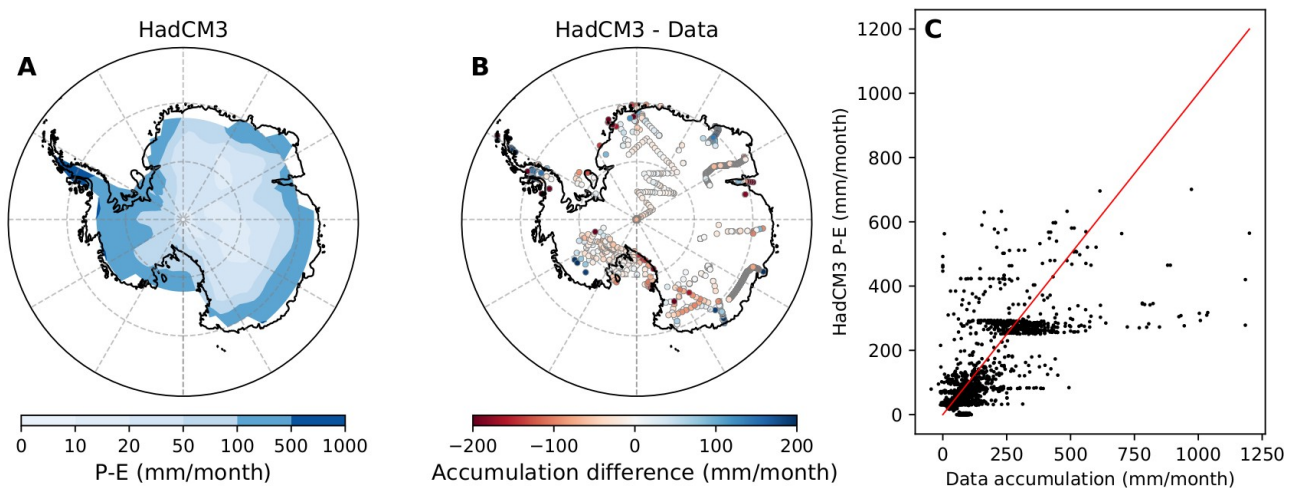 HadCM3
A
0 10 20 50 100 500 1000
P-E (mm/month)
HadCM3 - Data
B
−200 −100 0 100 200
Accumulation difference (mm/month)
C
1200
1000
800
600
400
200
0
HadCM3 P-E (mm/month)
0 250 500 750 1000 1250
Data accumulation (mm/month)